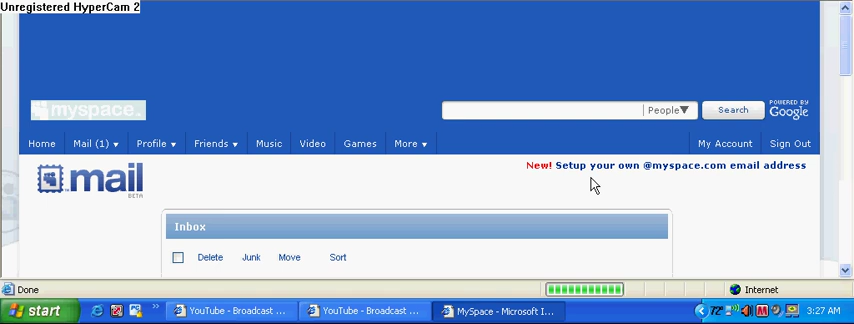 Unregistered HyperCam 2
myspace
People
Search
POWERED BY
Google
Home Mail (1) Profile Friends Music Video Games More My Account Sign Out
mail
BETA
New! Setup your own @myspace.com email address
Inbox
Delete Junk Move Sort
Done
Internet
start
YouTube - Broadcast ...
YouTube - Broadcast ...
MySpace - Microsoft I...
72°
3:27 AM